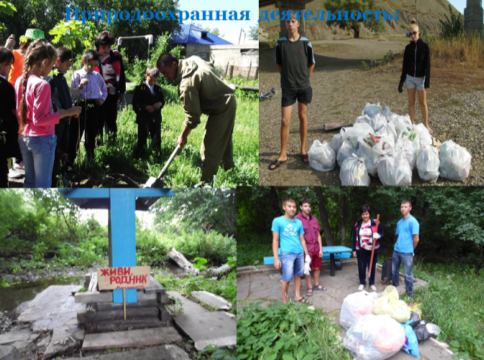 Природоохранная деятельность:
ЖИВИ,
РОДНИК